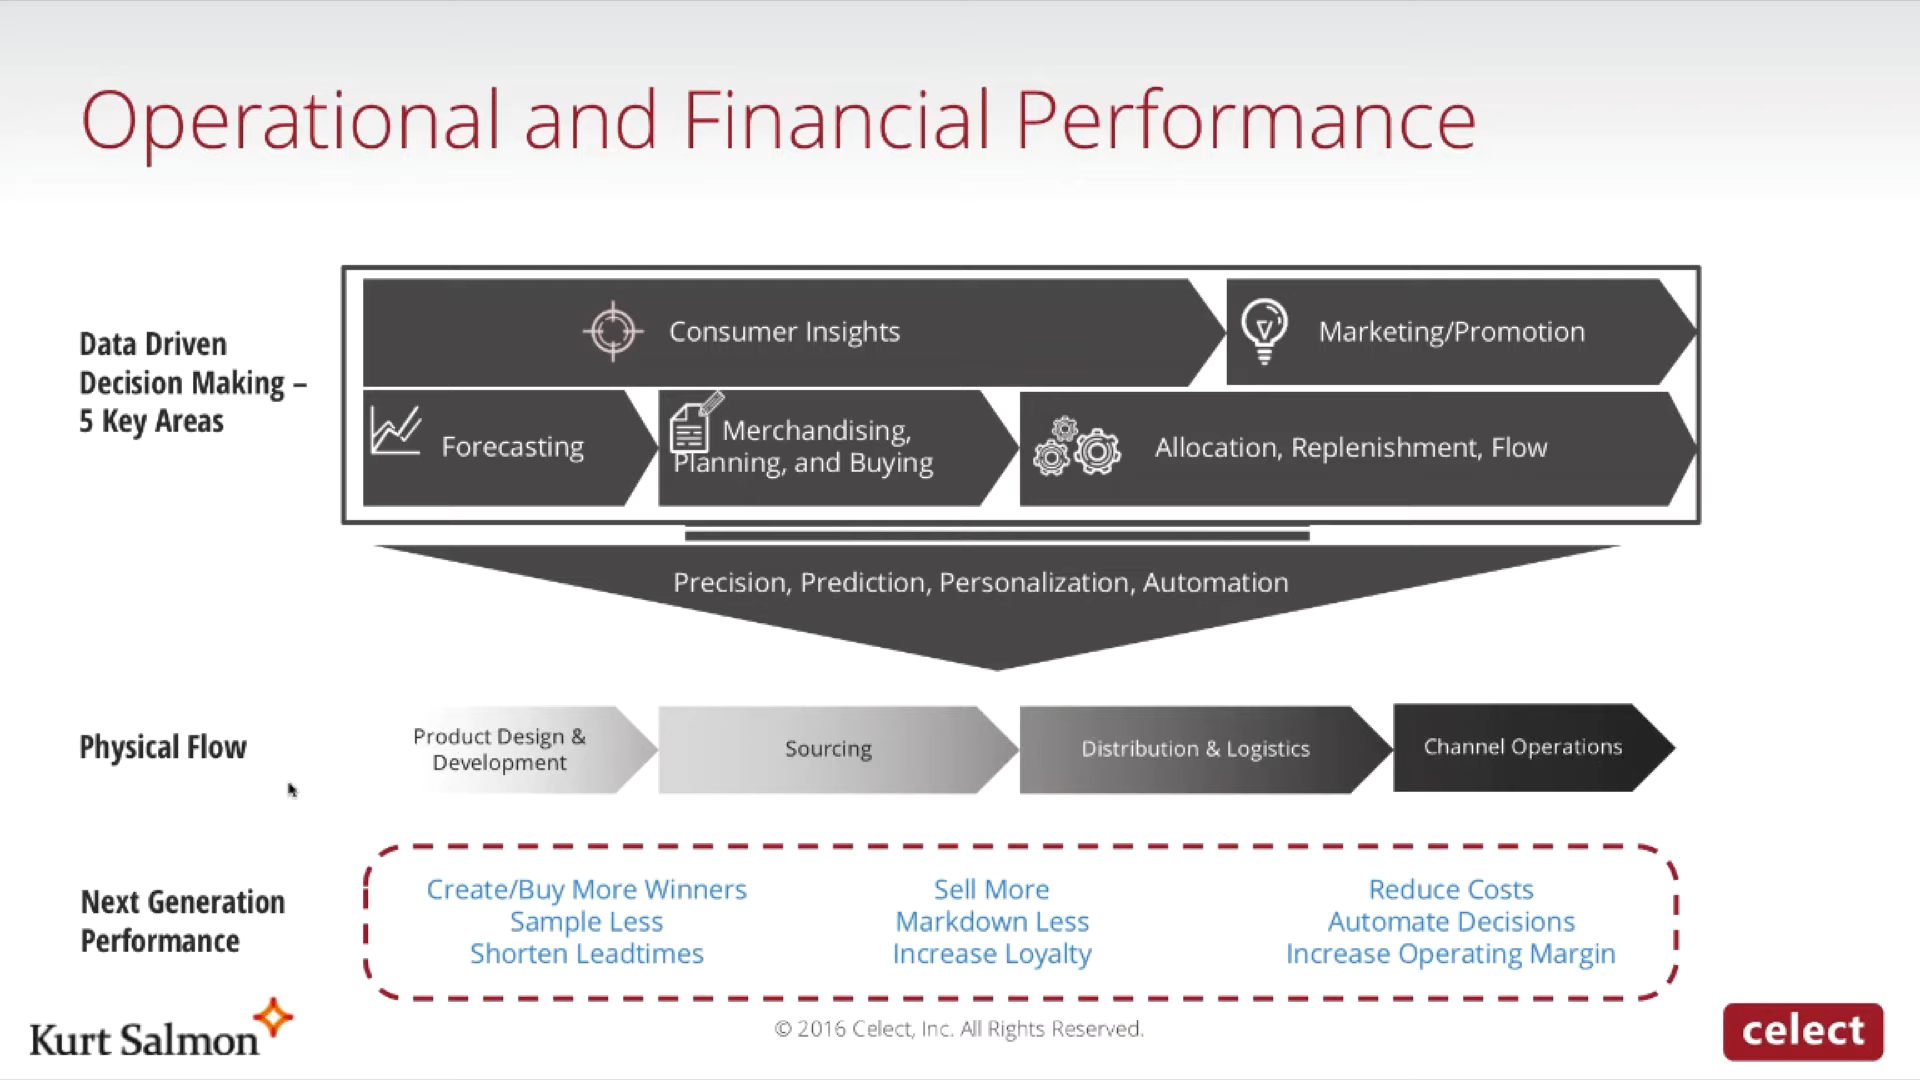 Operational and Financial Performance
Data Driven
Decision Making –
5 Key Areas
Consumer Insights
Marketing/Promotion
Forecasting
Merchandising,
Planning, and Buying
Allocation, Replenishment, Flow
Precision, Prediction, Personalization, Automation
Physical Flow
Product Design &
Development
Sourcing
Distribution & Logistics
Channel Operations
Next Generation
Performance
Create/Buy More Winners
Sample Less
Shorten Leadtimes
Sell More
Markdown Less
Increase Loyalty
Reduce Costs
Automate Decisions
Increase Operating Margin
Kurt Salmon
© 2016 Celect, Inc. All Rights Reserved.
celect